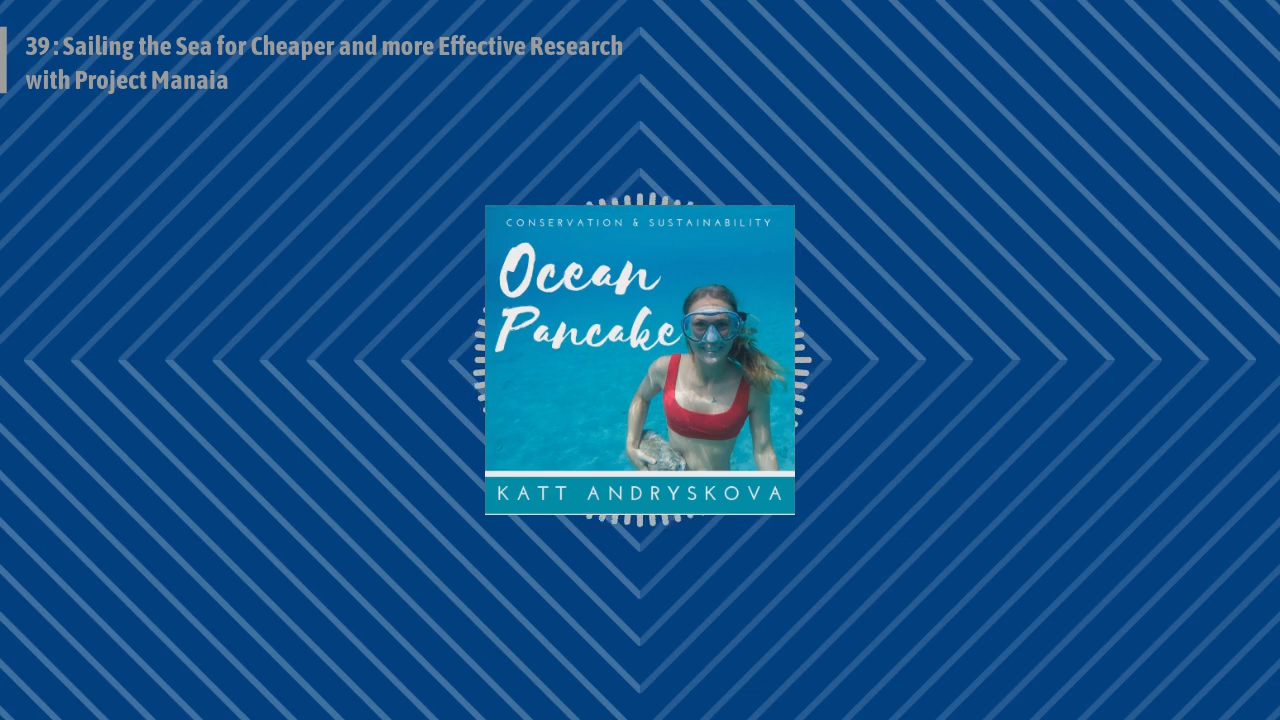 39 : Sailing the Sea for Cheaper and more Effective Research
with Project Manaia
CONSERVATION & SUSTAINABILITY
Ocean
Pancake
KATT ANDRYSKOVA